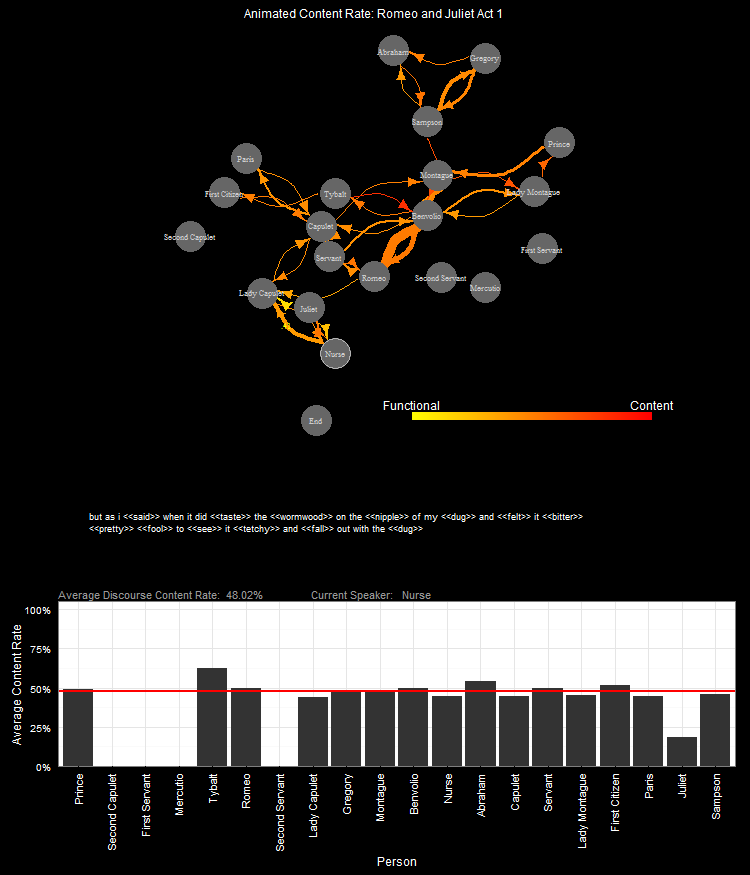 Animated Content Rate: Romeo and Juliet Act 1
Abraham
Gregory
Sampson
Prince
Paris
Montague
First Citizen
Tybalt
Lady Montague
Benvolio
Capulet
Second Capulet
First Servant
Servant
Romeo
Second Servant
Mercutio
Lady Capulet
Juliet
Nurse
Functional Content
End
but as i <<said>> when it did <<taste>> the <<wormwood>> on the <<nipple>> of my <<dug>> and <<felt>> it <<bitter>>
<<pretty>> <<fool>> to <<see>> it <<tetchy>> and <<fall>> out with the <<dug>>
Average Discourse Content Rate: 48.02% Current Speaker: Nurse
100%
75%
50%
25%
0%
Average Content Rate
Prince
Second Capulet
First Servant
Mercutio
Tybalt
Romeo
Second Servant
Lady Capulet
Gregory
Montague
Benvolio
Nurse
Abraham
Capulet
Servant
Lady Montague
First Citizen
Paris
Juliet
Sampson
Person